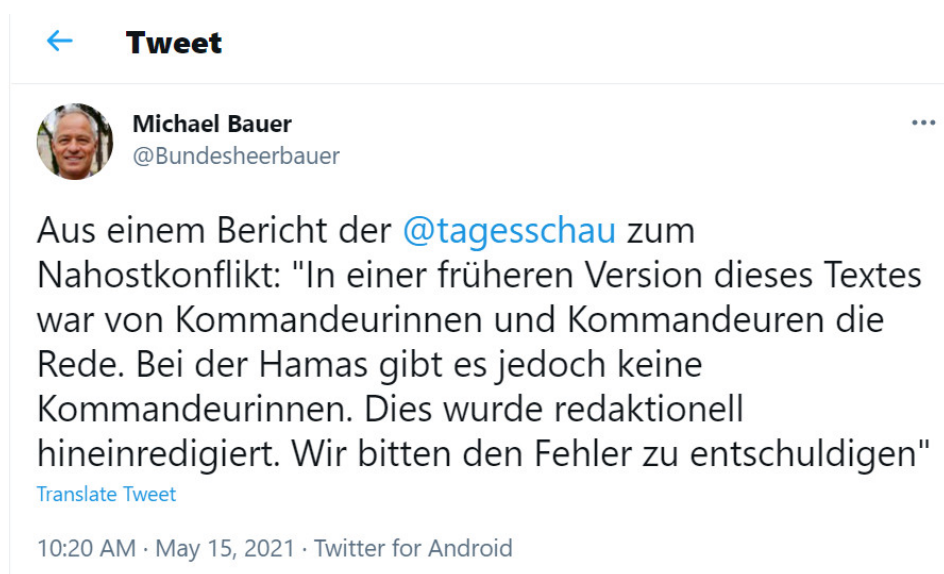 Tweet
Michael Bauer
@Bundesheerbauer
Aus einem Bericht der @tagesschau zum
Nahostkonflikt: "In einer früheren Version dieses Textes
war von Kommandeurinnen und Kommandeuren die
Rede. Bei der Hamas gibt es jedoch keine
Kommandeurinnen. Dies wurde redaktionell
hineinredigiert. Wir bitten den Fehler zu entschuldigen"
Translate Tweet
10:20 AM · May 15, 2021 · Twitter for Android